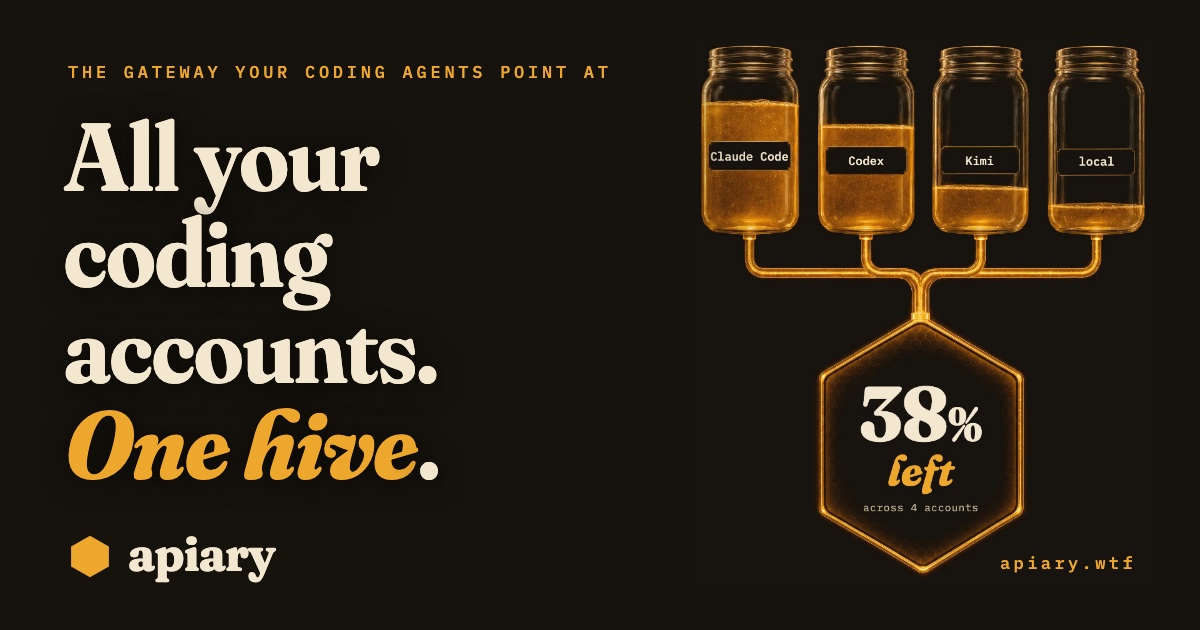 THE GATEWAY YOUR CODING AGENTS POINT AT
All your
coding
accounts.
One hive.
apiary
Claude Code
Codex
Kimi
local
38%
left
across 4 accounts
apiary.wtf